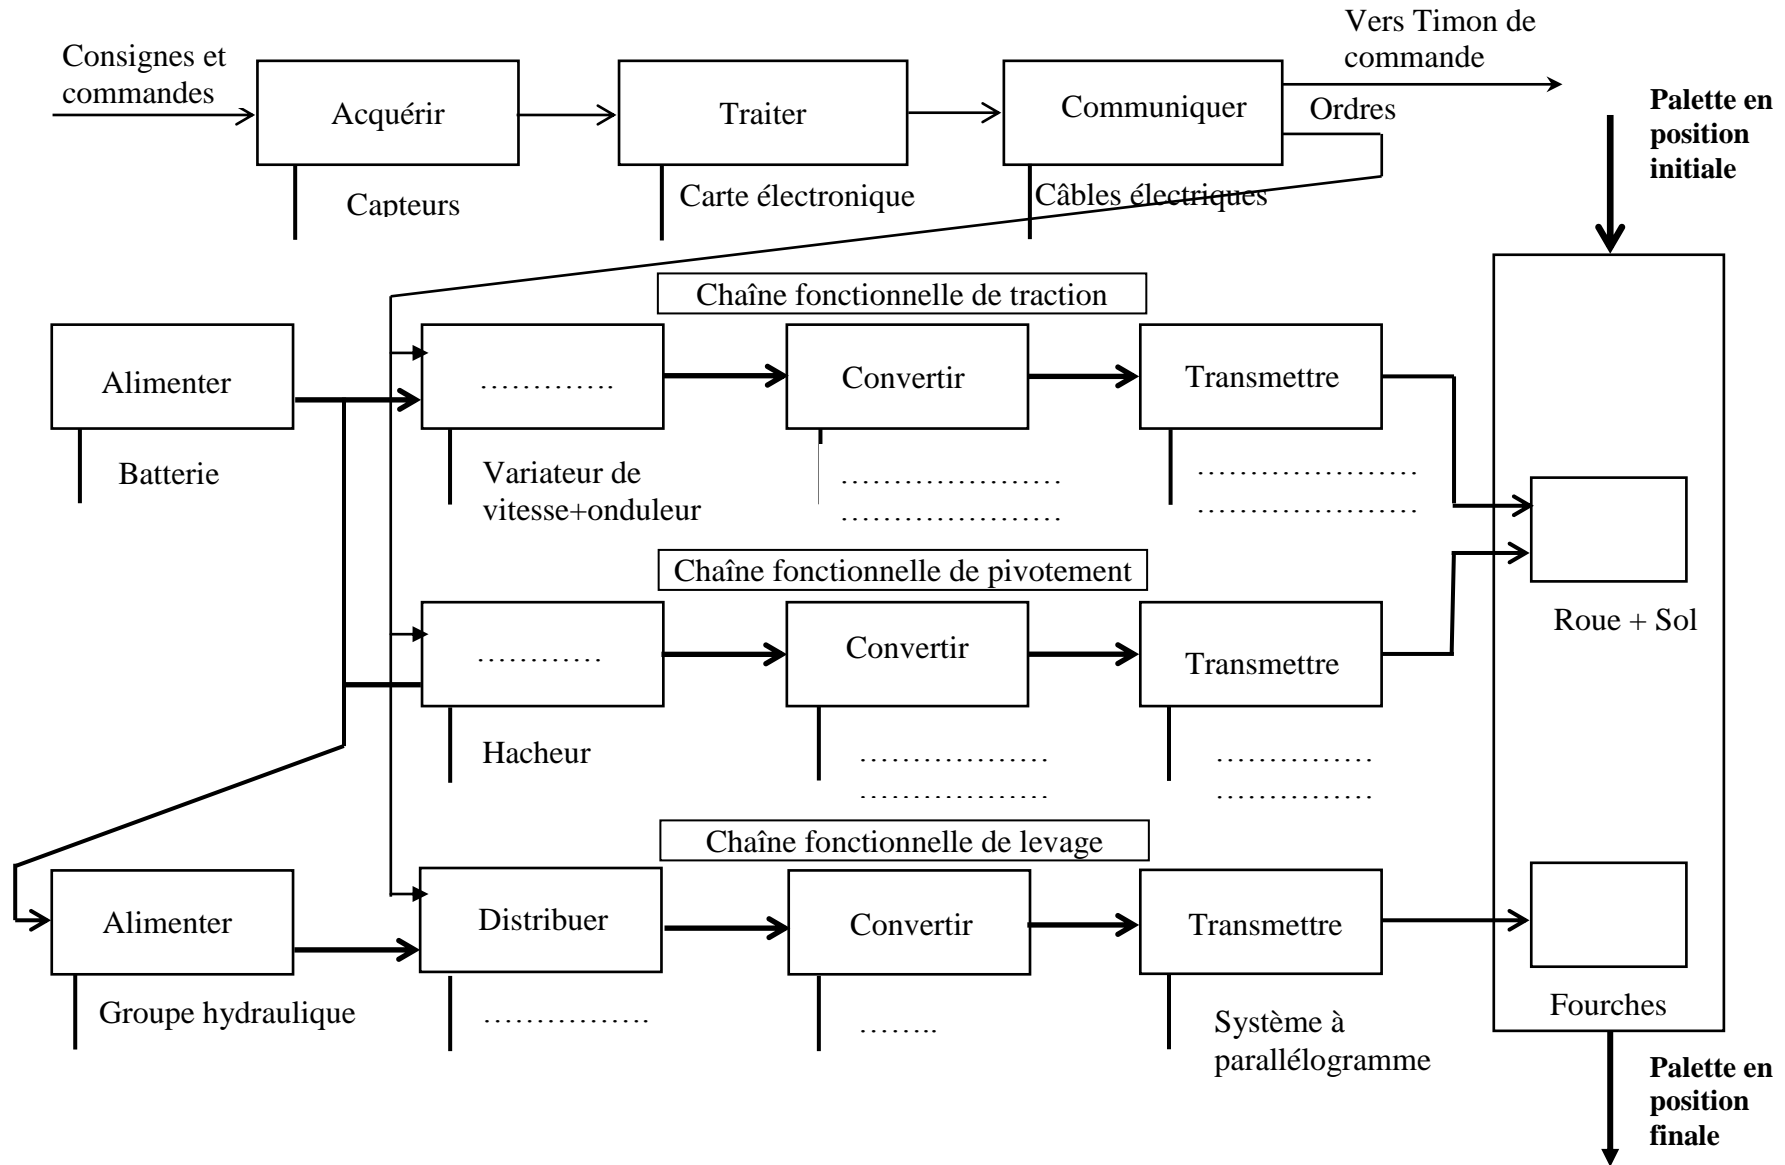 Consignes et
commandes
Acquérir
Traiter
Communiquer
Vers Timon de
commande
Ordres
Palette en
position
initiale
Capteurs
Carte électronique
Câbles électriques
Chaîne fonctionnelle de traction
Alimenter
.............
Convertir
Transmettre
Batterie
Variateur de
vitesse+onduleur
.....................
.....................
.....................
.....................
Chaîne fonctionnelle de pivotement
............
Convertir
Transmettre
Roue + Sol
Hacheur
..................
..................
...............
...............
Chaîne fonctionnelle de levage
Alimenter
Distribuer
Convertir
Transmettre
Groupe hydraulique
................
........
Système à
parallélogramme
Fourches
Palette en
position
finale